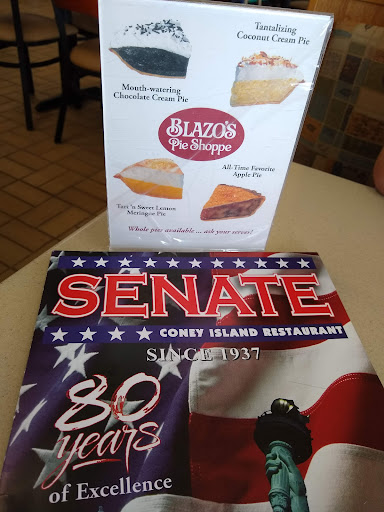 Tantalizing
Coconut Cream Pie
Mouth-watering
Chocolate Cream Pie
BLAZO'S
Pie Shoppe
All-Time Favorite
Apple Pie
Tart 'n Sweet Lemon
Meringue Pie
Whole pies available ... ask your server!
SENATE
CONEY ISLAND RESTAURANT
SINCE 1937
80
years
of Excellence